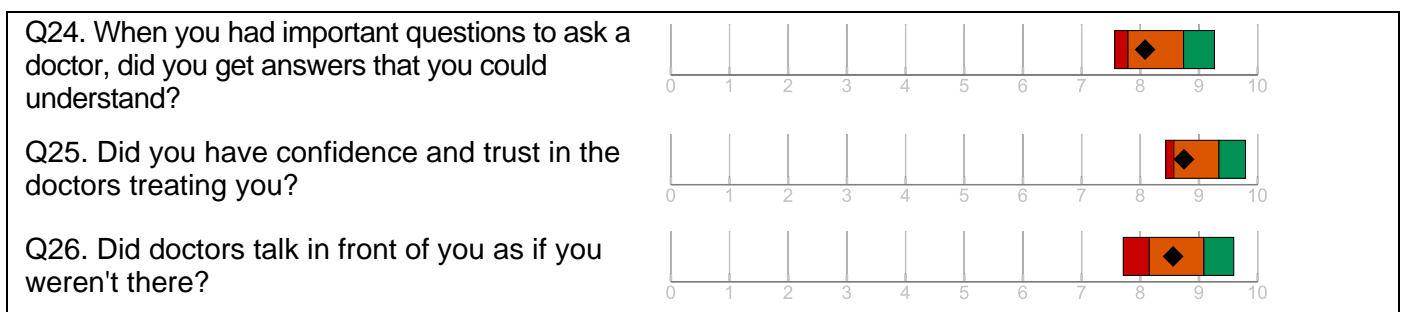 Q24. When you had important questions to ask a
doctor, did you get answers that you could
understand?
0 1 2 3 4 5 6 7 8 9 10
Q25. Did you have confidence and trust in the
doctors treating you?
0 1 2 3 4 5 6 7 8 9 10
Q26. Did doctors talk in front of you as if you
weren't there?
0 1 2 3 4 5 6 7 8 9 10